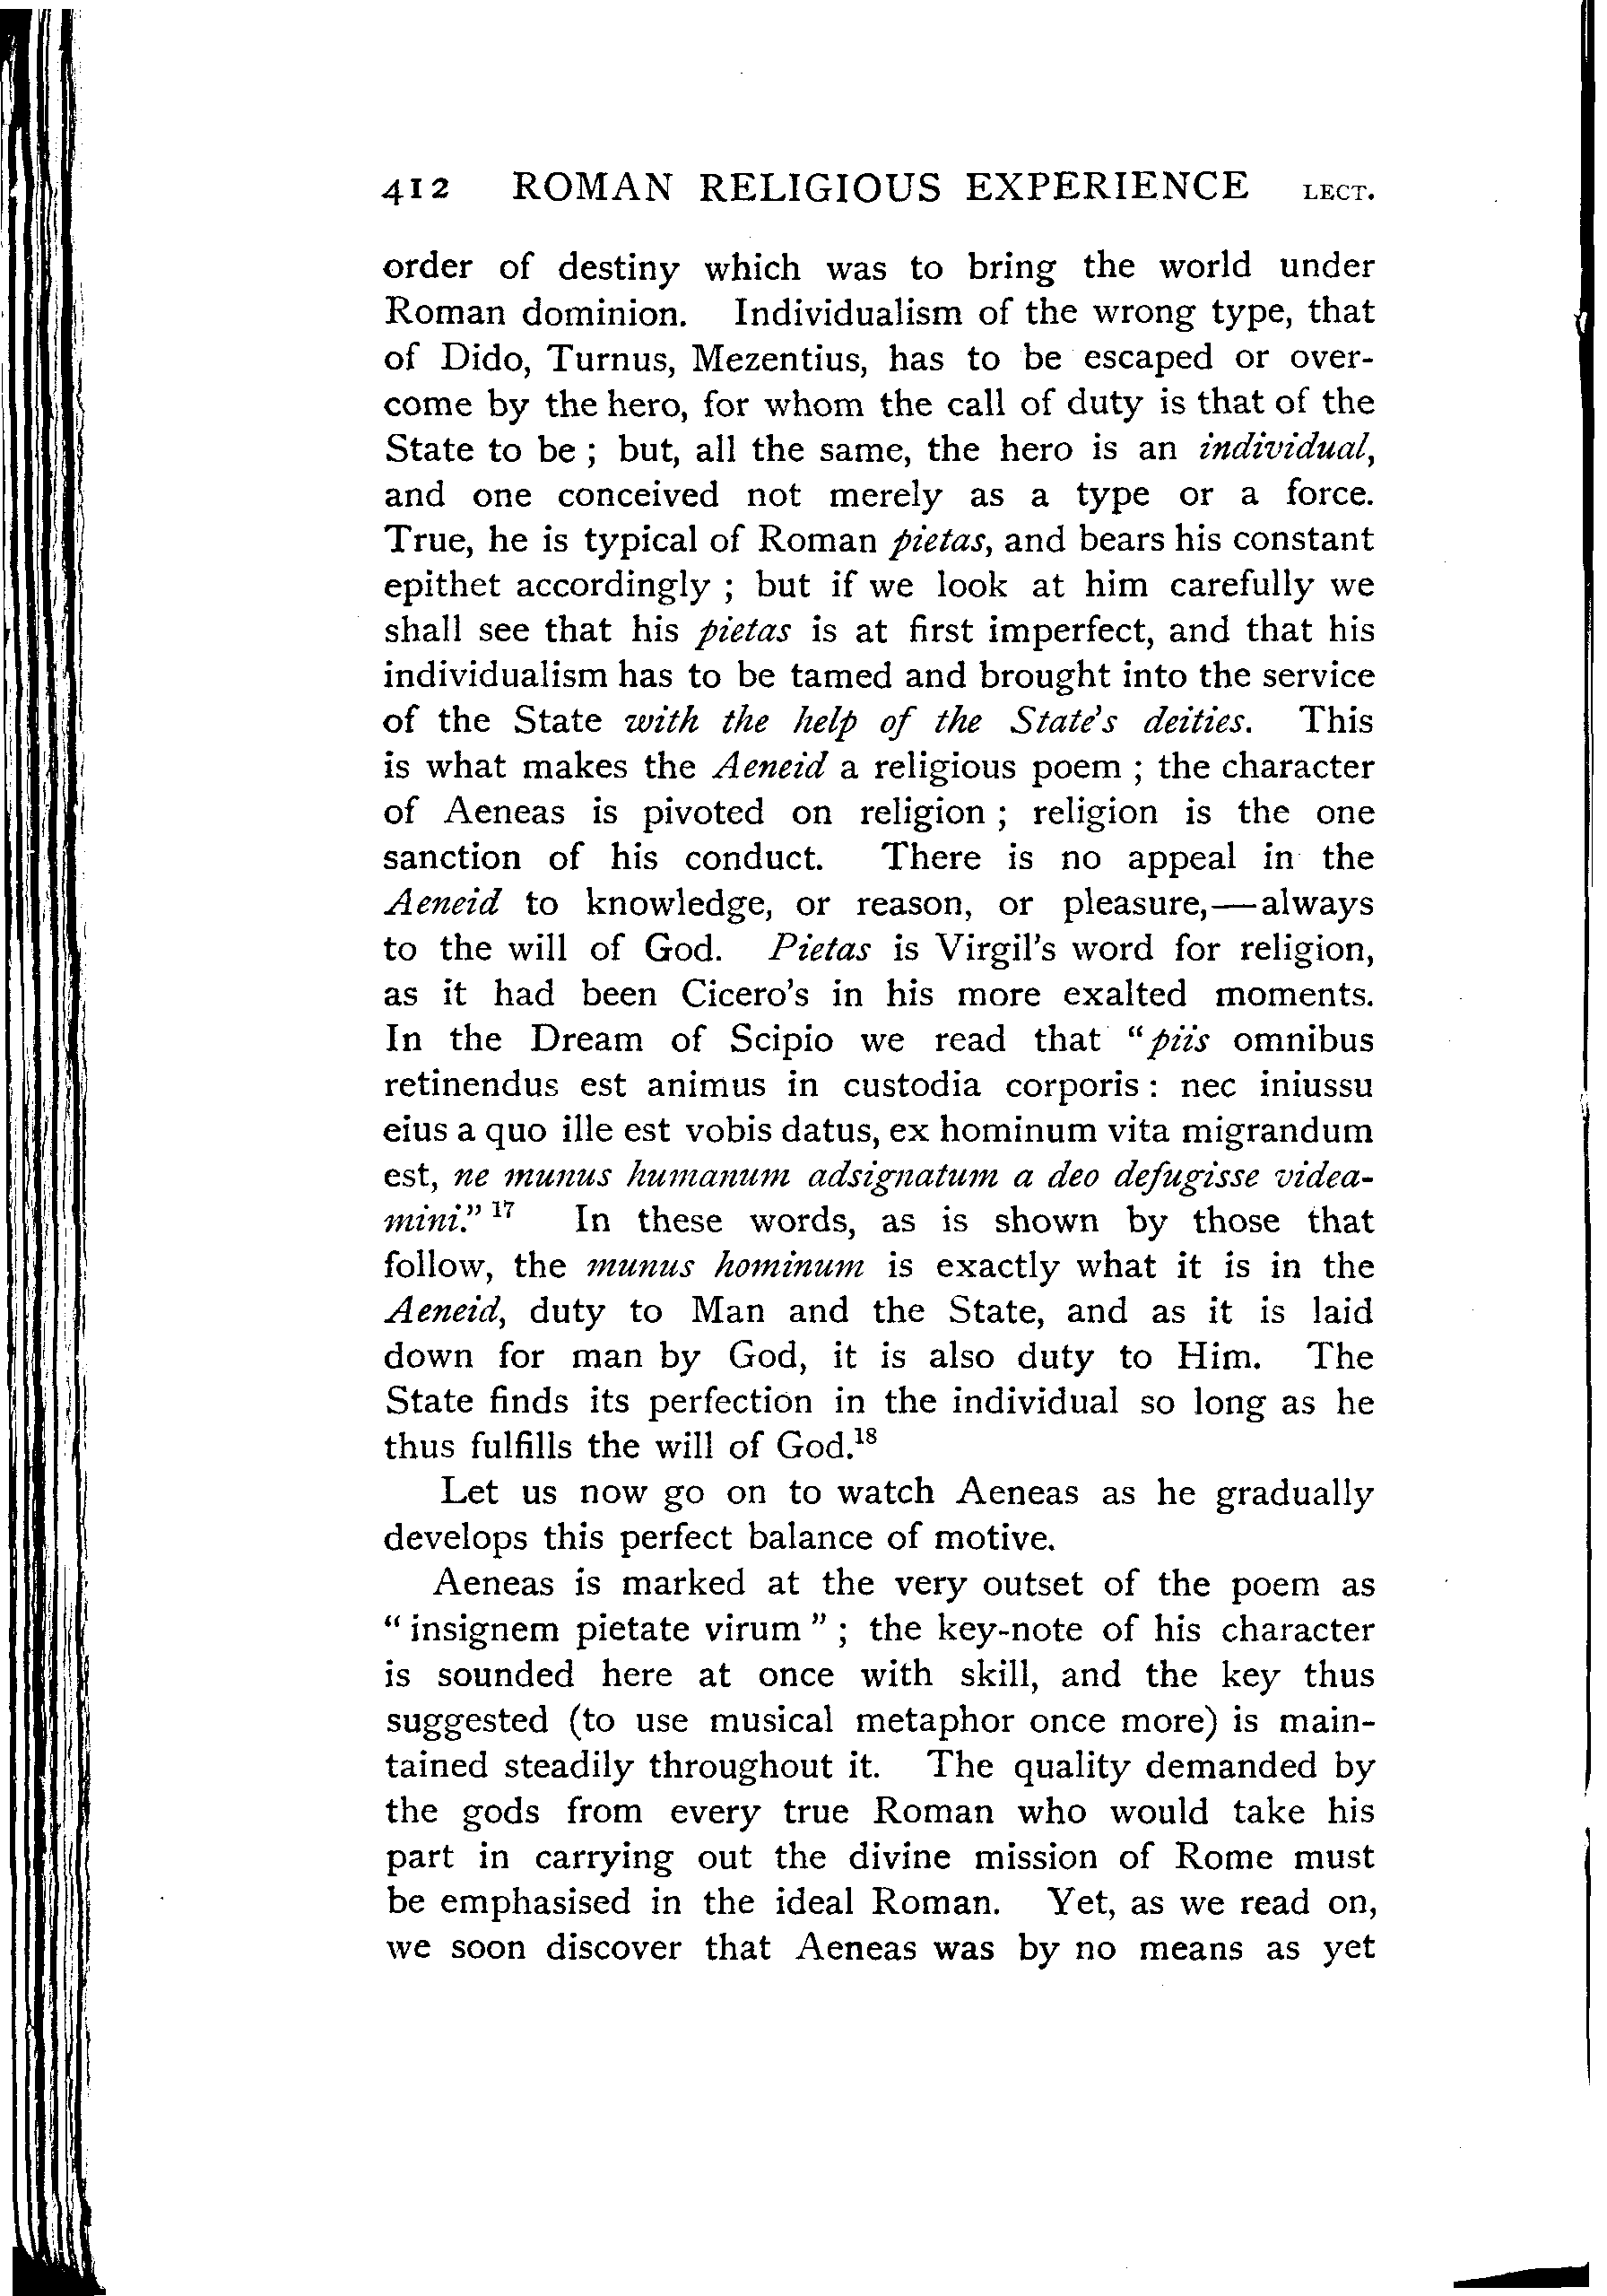 412 ROMAN RELIGIOUS EXPERIENCE LECT.
order of destiny which was to bring the world under
Roman dominion. Individualism of the wrong type, that
of Dido, Turnus, Mezentius, has to be escaped or over-
come by the hero, for whom the call of duty is that of the
State to be ; but, all the same, the hero is an individual,
and one conceived not merely as a type or a force.
True, he is typical of Roman pietas, and bears his constant
epithet accordingly ; but if we look at him carefully we
shall see that his pietas is at first imperfect, and that his
individualism has to be tamed and brought into the service
of the State with the help of the State's deities. This
is what makes the Aeneid a religious poem ; the character
of Aeneas is pivoted on religion ; religion is the one
sanction of his conduct. There is no appeal in the
Aeneid to knowledge, or reason, or pleasure,—always
to the will of God. Pietas is Virgil's word for religion,
as it had been Cicero's in his more exalted moments.
In the Dream of Scipio we read that "piis omnibus
retinendus est animus in custodia corporis : nec iniussu
eius a quo ille est vobis datus, ex hominum vita migrandum
est, ne munus humanum adsignatum a deo defugisse videa-
mini." 17 In these words, as is shown by those that
follow, the munus hominum is exactly what it is in the
Aeneid, duty to Man and the State, and as it is laid
down for man by God, it is also duty to Him. The
State finds its perfection in the individual so long as he
thus fulfills the will of God.18
Let us now go on to watch Aeneas as he gradually
develops this perfect balance of motive.
Aeneas is marked at the very outset of the poem as
"insignem pietate virum" ; the key-note of his character
is sounded here at once with skill, and the key thus
suggested (to use musical metaphor once more) is main-
tained steadily throughout it. The quality demanded by
the gods from every true Roman who would take his
part in carrying out the divine mission of Rome must
be emphasised in the ideal Roman. Yet, as we read on,
we soon discover that Aeneas was by no means as yet